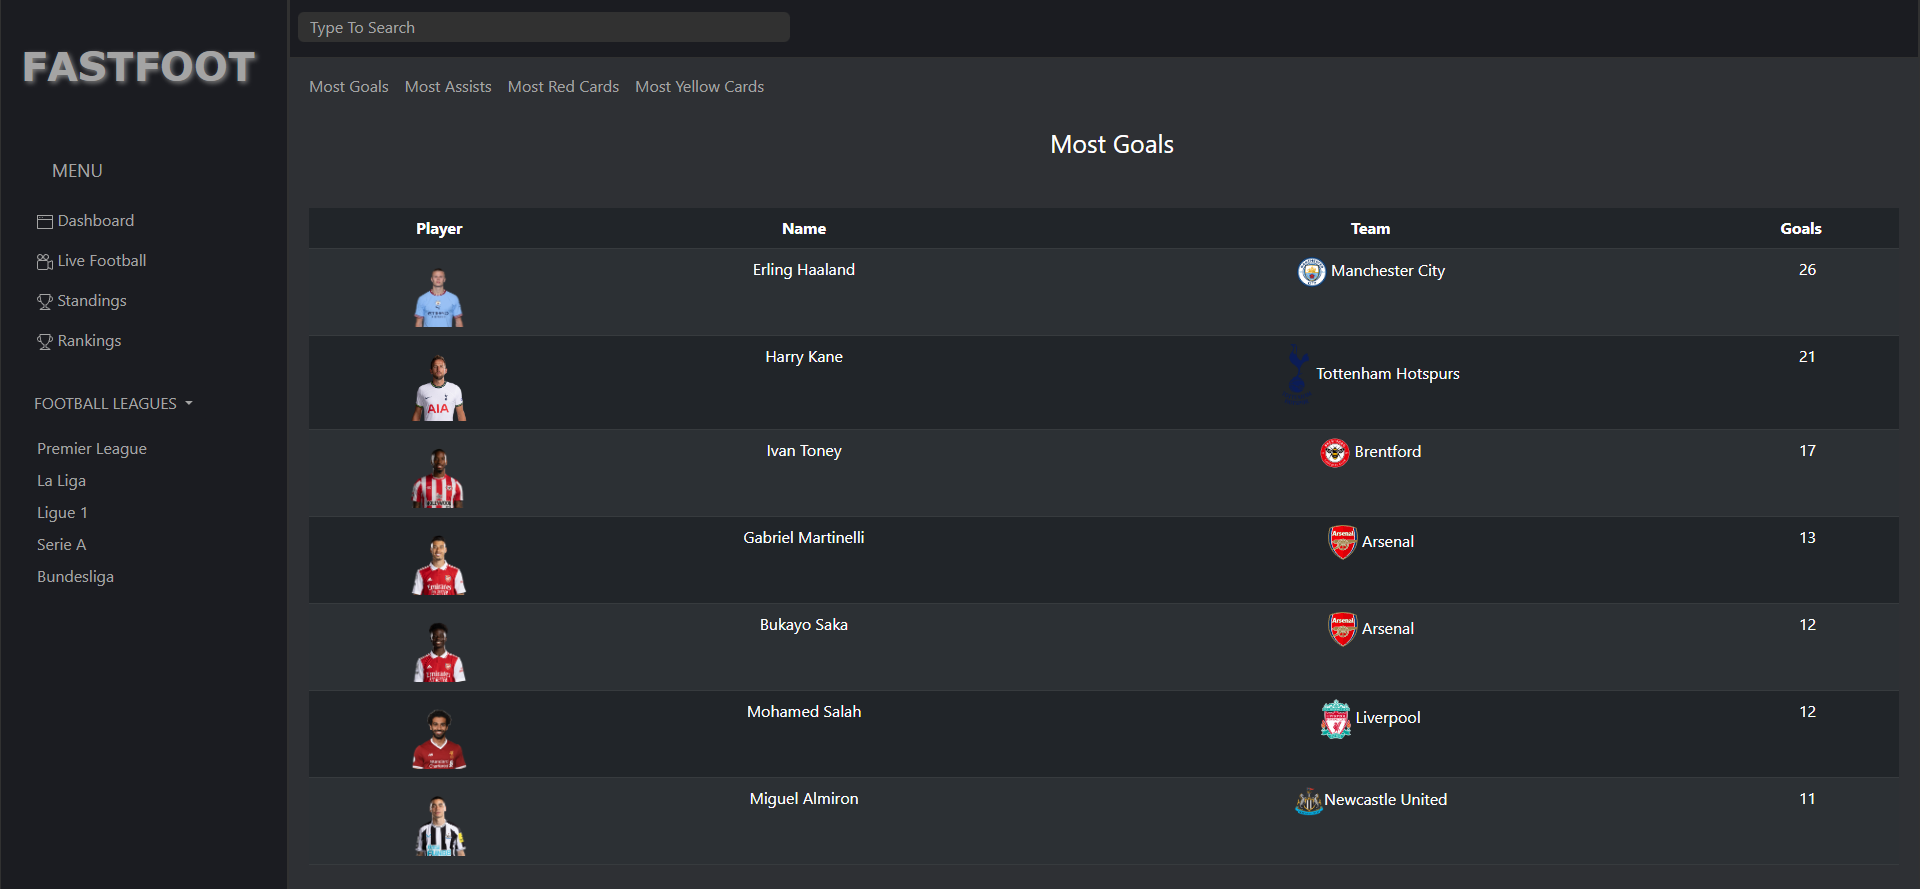 FASTFOOT
Type To Search
Most Goals Most Assists Most Red Cards Most Yellow Cards
MENU
Dashboard
Live Football
Standings
Rankings
FOOTBALL LEAGUES
Premier League
La Liga
Ligue 1
Serie A
Bundesliga
Most Goals
Player Name Team Goals
Erling Haaland Manchester City 26
AIA Harry Kane Tottenham Hotspurs 21
Ivan Toney Brentford 17
Gabriel Martinelli Arsenal Arsenal 13
Bukayo Saka Arsenal Arsenal 12
Mohamed Salah Liverpool 12
Miguel Almiron Newcastle United 11